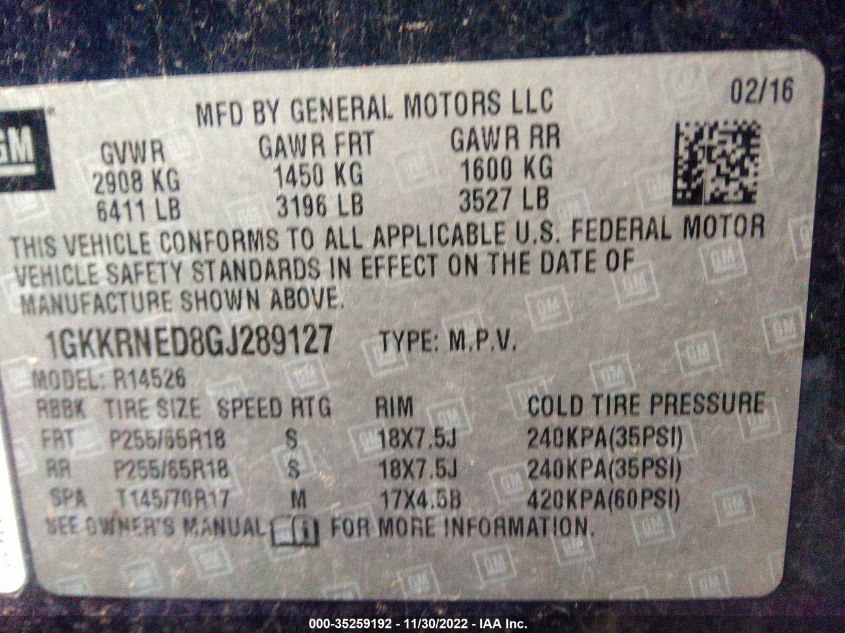 GM
MFD BY GENERAL MOTORS LLC
02/16
GVWR GAWR FRT GAWR RR
2908 KG 1450 KG 1600 KG
6411 LB 3196 LB 3527 LB
THIS VEHICLE CONFORMS TO ALL APPLICABLE U.S. FEDERAL MOTOR
VEHICLE SAFETY STANDARDS IN EFFECT ON THE DATE OF
MANUFACTURE SHOWN ABOVE.
1GKKRNED8GJ289127 TYPE: M.P.V.
MODEL: R14526
RBBK TIRE SIZE SPEED RTG RIM COLD TIRE PRESSURE
FRT P255/65R18 S 18X7.5J 240KPA(35PSI)
RR P255/65R18 S 18X7.5J 240KPA(35PSI)
SPA T145/70R17 M 17X4.5B 420KPA(60PSI)
SEE OWNER'S MANUAL FOR MORE INFORMATION.
000-35259192 - 11/30/2022 - IAA Inc.